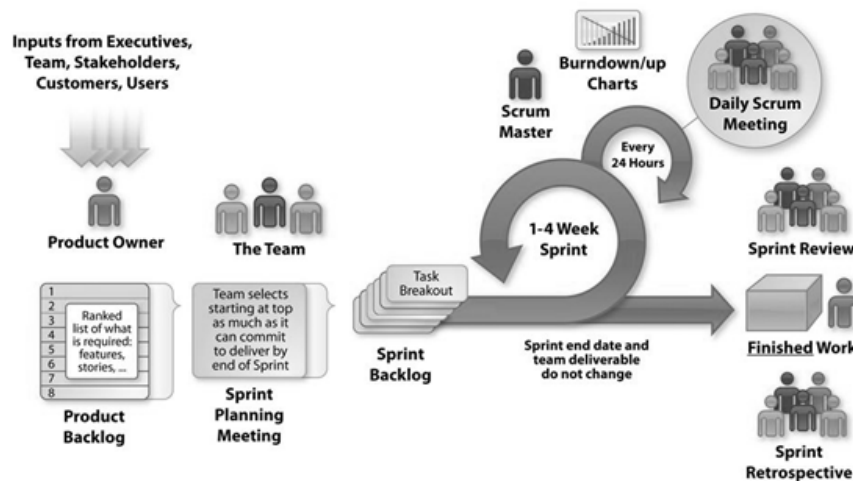 Inputs from Executives,
Team, Stakeholders,
Customers, Users
Product Owner
The Team
1
2
3
4
5
6
7
8
Ranked
list of what
is required:
features,
stories, ...
Product
Backlog
Team selects
starting at top
as much as it
can commit
to deliver by
end of Sprint
Sprint
Planning
Meeting
Task
Breakout
Sprint
Backlog
Scrum
Master
Burndown/up
Charts
Every
24 Hours
Daily Scrum
Meeting
1-4 Week
Sprint
Sprint end date and
team deliverable
do not change
Sprint Review
Finished Work
Sprint
Retrospective